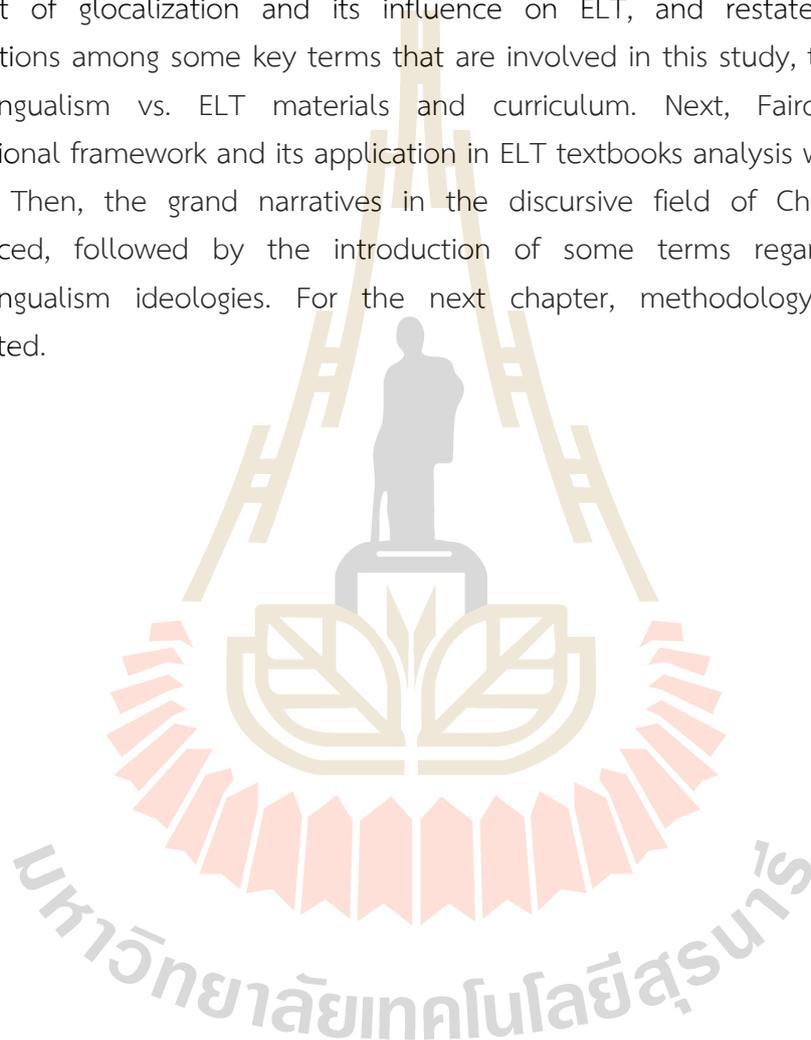 t of glocalization and its influence on ELT, and restate
tions among some key terms that are involved in this study, t
ngualism vs. ELT materials and curriculum. Next, Fairc
ional framework and its application in ELT textbooks analysis w
Then, the grand narratives in the discursive field of Ch
ced, followed by the introduction of some terms regar
ngualism ideologies. For the next chapter, methodology
ted.
มหาวิทยาลัยเทคโนโลยีสุรนารี